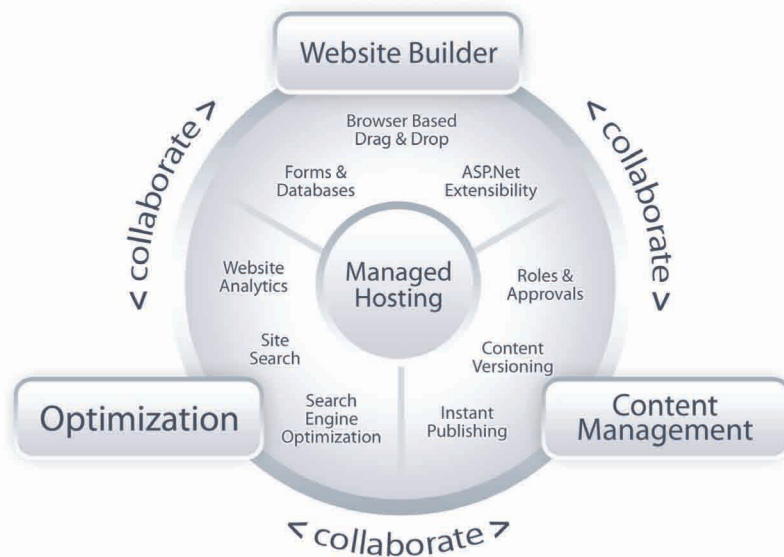 Website Builder
< collaborate >
< collaborate >
Browser Based
Drag & Drop
Forms &
Databases
ASP.Net
Extensibility
Website
Analytics
Managed
Hosting
Roles &
Approvals
Site
Search
Content
Versioning
Search
Engine
Optimization
Instant
Publishing
Optimization
Content
Management
< collaborate >